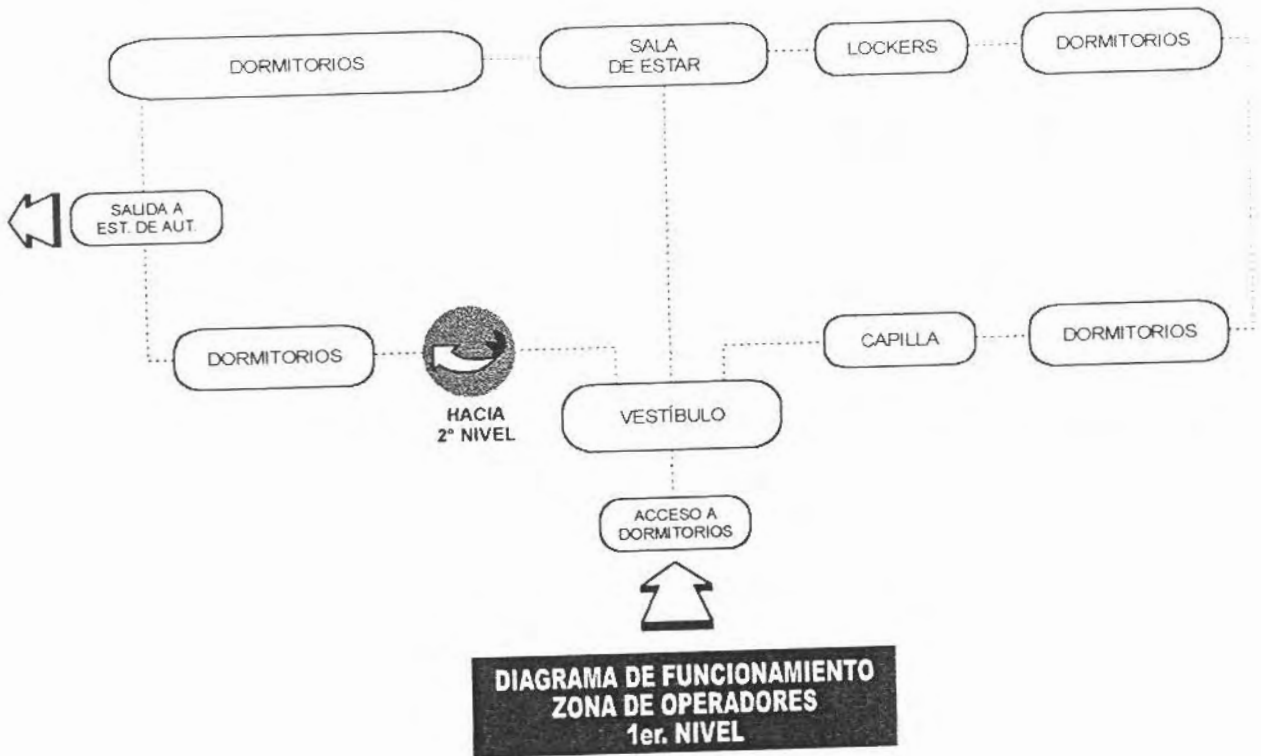 DORMITORIOS
SALA
DE ESTAR
LOCKERS
DORMITORIOS
SALIDA A
EST. DE AUT.
DORMITORIOS
HACIA
2° NIVEL
VESTÍBULO
CAPILLA
DORMITORIOS
ACCESO A
DORMITORIOS
DIAGRAMA DE FUNCIONAMIENTO
ZONA DE OPERADORES
1er. NIVEL